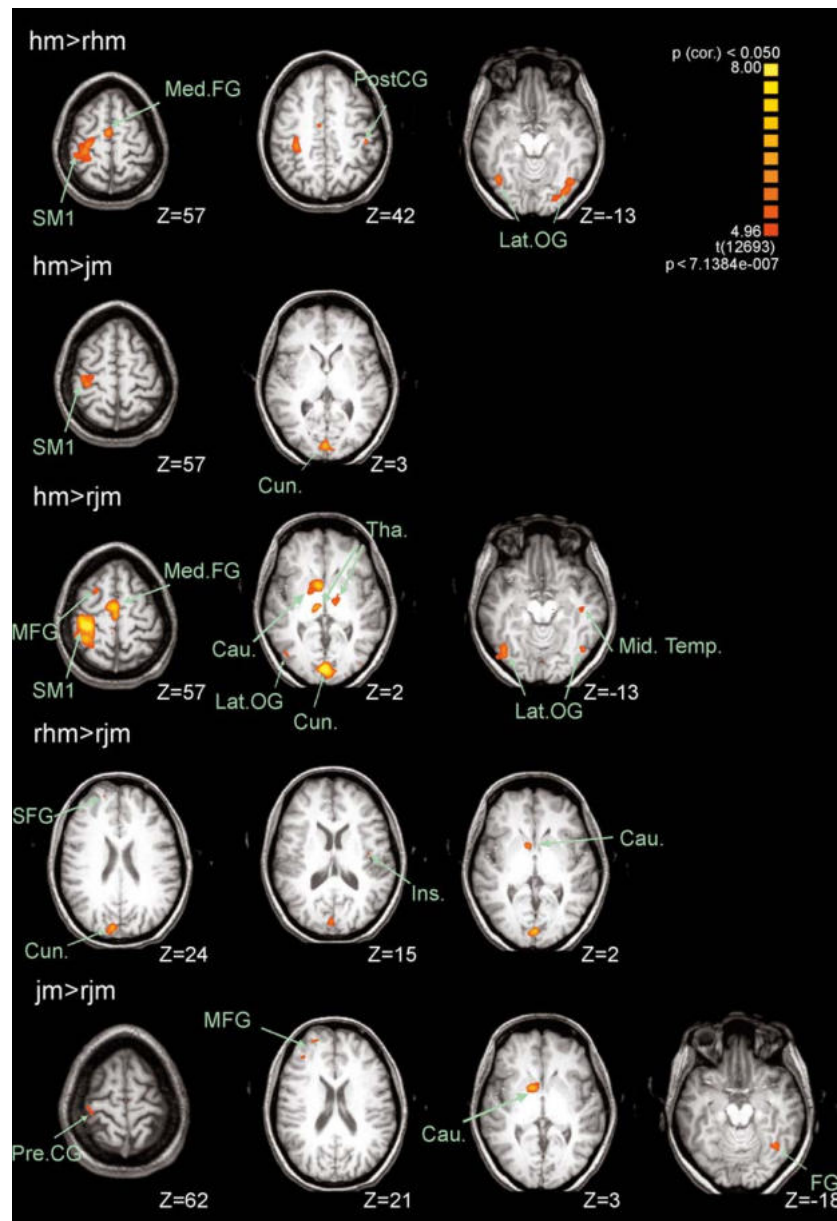 hm>rhm
Med.FG
PostCG
SM1
Z=57
Z=42
Lat.OG
Z=-13
p (cor.) < 0.050
8.00
4.96
t(12693)
p<7.1384e-007
hm>jm
SM1
Z=57
Cun.
Z=3
hm>rjm
Med.FG
MFG
SM1
Z=57
Tha.
Cau.
Lat.OG
Cun.
Z=2
Mid. Temp.
Lat.OG
Z=-13
rhm>rjm
SFG
Cun.
Z=24
Ins.
Z=15
Cau.
Z=2
jm>rjm
Pre.CG
Z=62
MFG
Z=21
Cau.
Z=3
FG
Z=-18